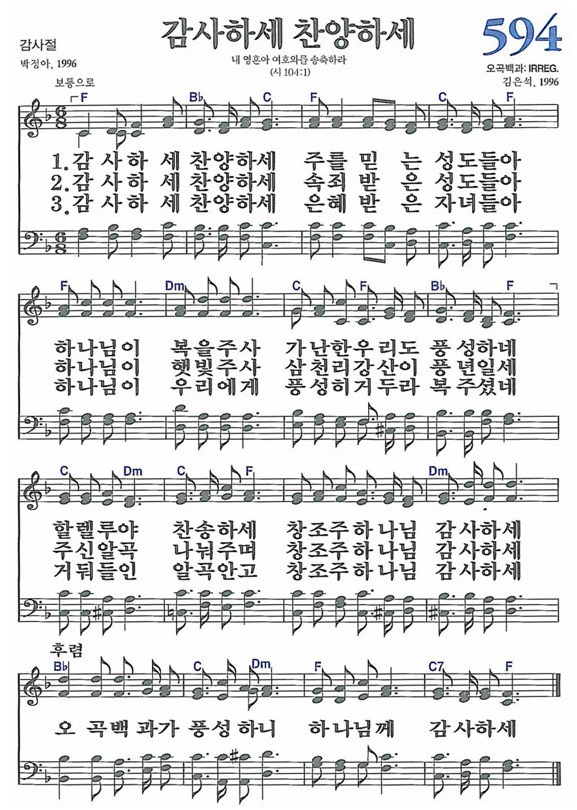 감사절
감사하세 찬양하세
594
내 영혼아 여호와를 송축하라
(시 104:1)
박정아, 1996
오곡백과: IRREG.
김은석, 1996
보통으로
F B♭ C F C F
1.감 사 하 세 찬양하세 주를 믿 는 성도들아
2.감 사 하 세 찬양하세 속죄 받 은 성도들아
3.감 사 하 세 찬양하세 은혜 받 은 자녀들아
F Dm C F B♭ F
하나님이 복을주사 가난한우리도 풍성하네
하나님이 햇빛주사 삼천리강산이 풍년일세
하나님이 우리에게 풍성히거두라 복주셨네
C Dm C F Dm
할렐루야 찬송하세 창조주하나님 감사하세
주신알곡 나눠주며 창조주하나님 감사하세
거둬들인 알곡안고 창조주하나님 감사하세
후렴
B♭ C Dm F C7 F
오 곡백 과가 풍성하니 하나님께 감사하세